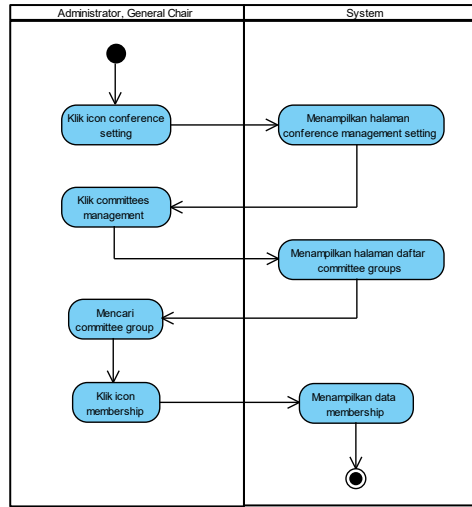 Administrator, General Chair
System
Klik icon conference
setting
Menampilkan halaman
conference management setting
Klik committees
management
Menampilkan halaman daftar
committee groups
Mencari
committee group
Klik icon
membership
Menampilkan data
membership